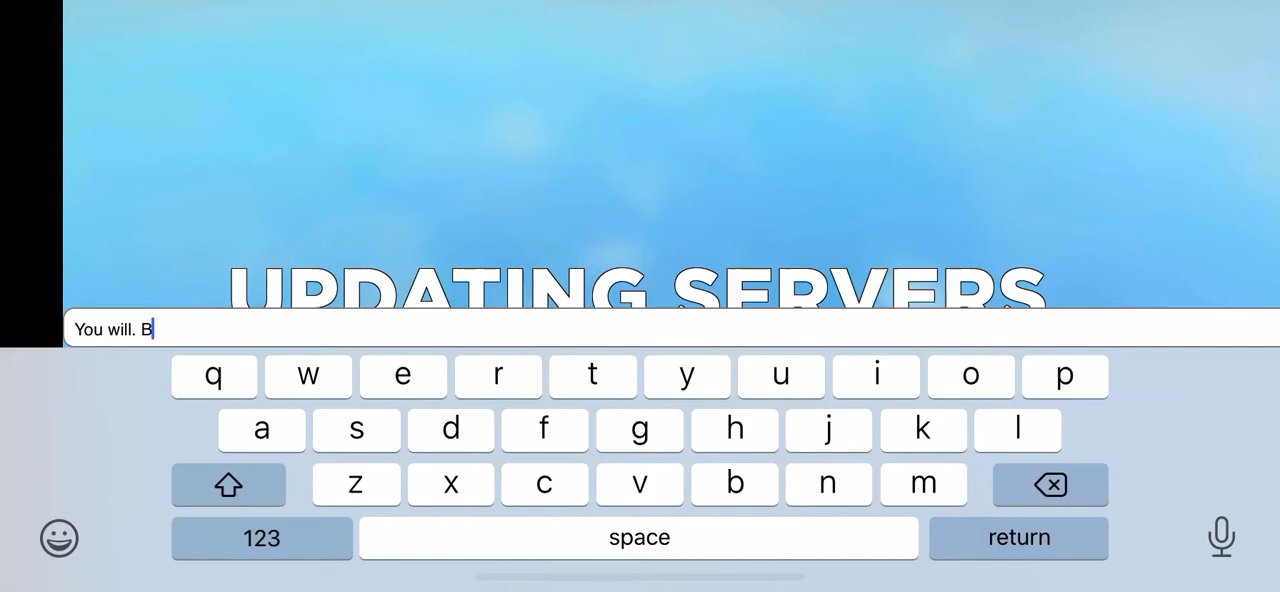 UPDATING SERVERS
You will. B
q w e r t y u i o p
a s d f g h j k l
z x c v b n m
123 space return